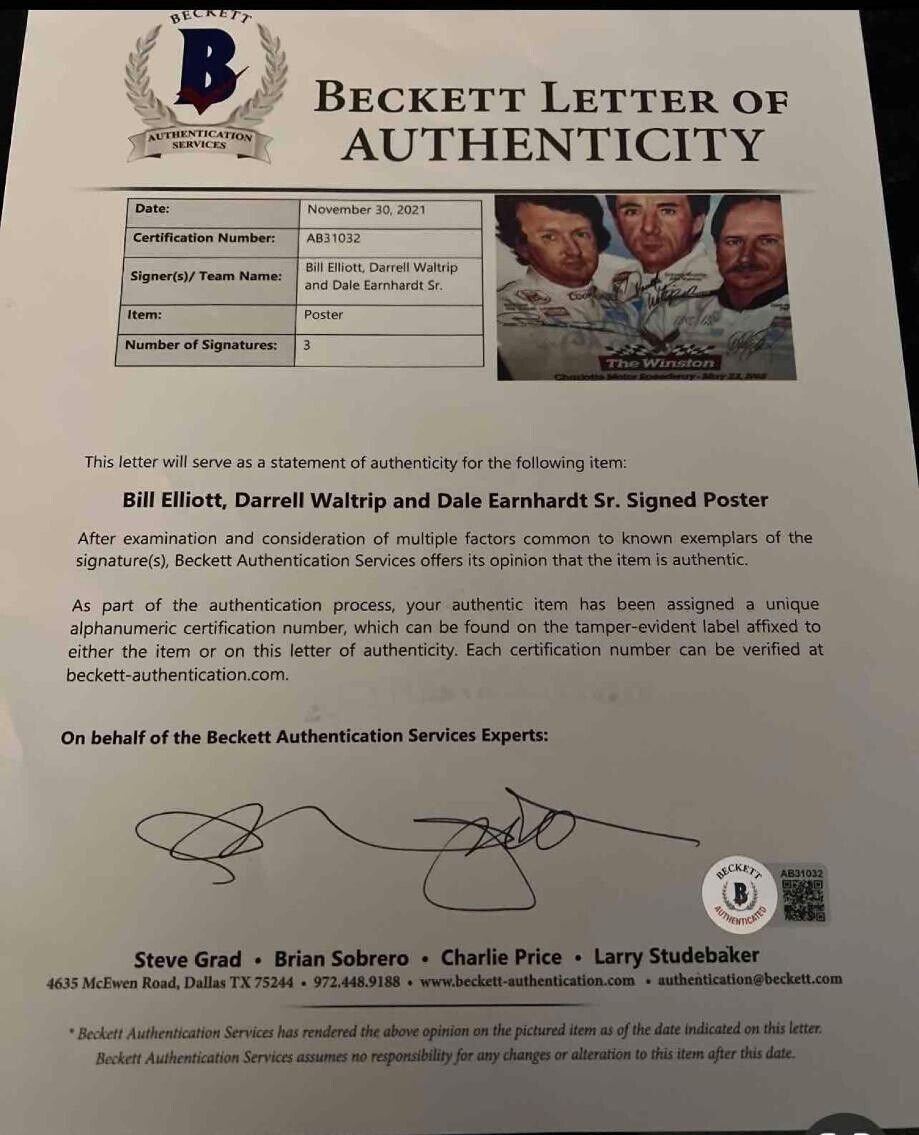 BECKETT
B
AUTHENTICATION
SERVICES
BECKETT LETTER OF
AUTHENTICITY
Date: November 30, 2021
Certification Number: AB31032
Signer(s)/ Team Name: Bill Elliott, Darrell Waltrip
and Dale Earnhardt Sr.
Item: Poster
Number of Signatures: 3
The Winston
Charlotte Motor Speedway - May
This letter will serve as a statement of authenticity for the following item:
Bill Elliott, Darrell Waltrip and Dale Earnhardt Sr. Signed Poster
After examination and consideration of multiple factors common to known exemplars of the
signature(s), Beckett Authentication Services offers its opinion that the item is authentic.
As part of the authentication process, your authentic item has been assigned a unique
alphanumeric certification number, which can be found on the tamper-evident label affixed to
either the item or on this letter of authenticity. Each certification number can be verified at
beckett-authentication.com.
On behalf of the Beckett Authentication Services Experts:
BECKETT
B
AUTHENTICATED
AB31032
Steve Grad • Brian Sobrero • Charlie Price • Larry Studebaker
4635 McEwen Road, Dallas TX 75244 • 972.448.9188 • www.beckett-authentication.com • authentication@beckett.com
* Beckett Authentication Services has rendered the above opinion on the pictured item as of the date indicated on this letter.
Beckett Authentication Services assumes no responsibility for any changes or alteration to this item after this date.